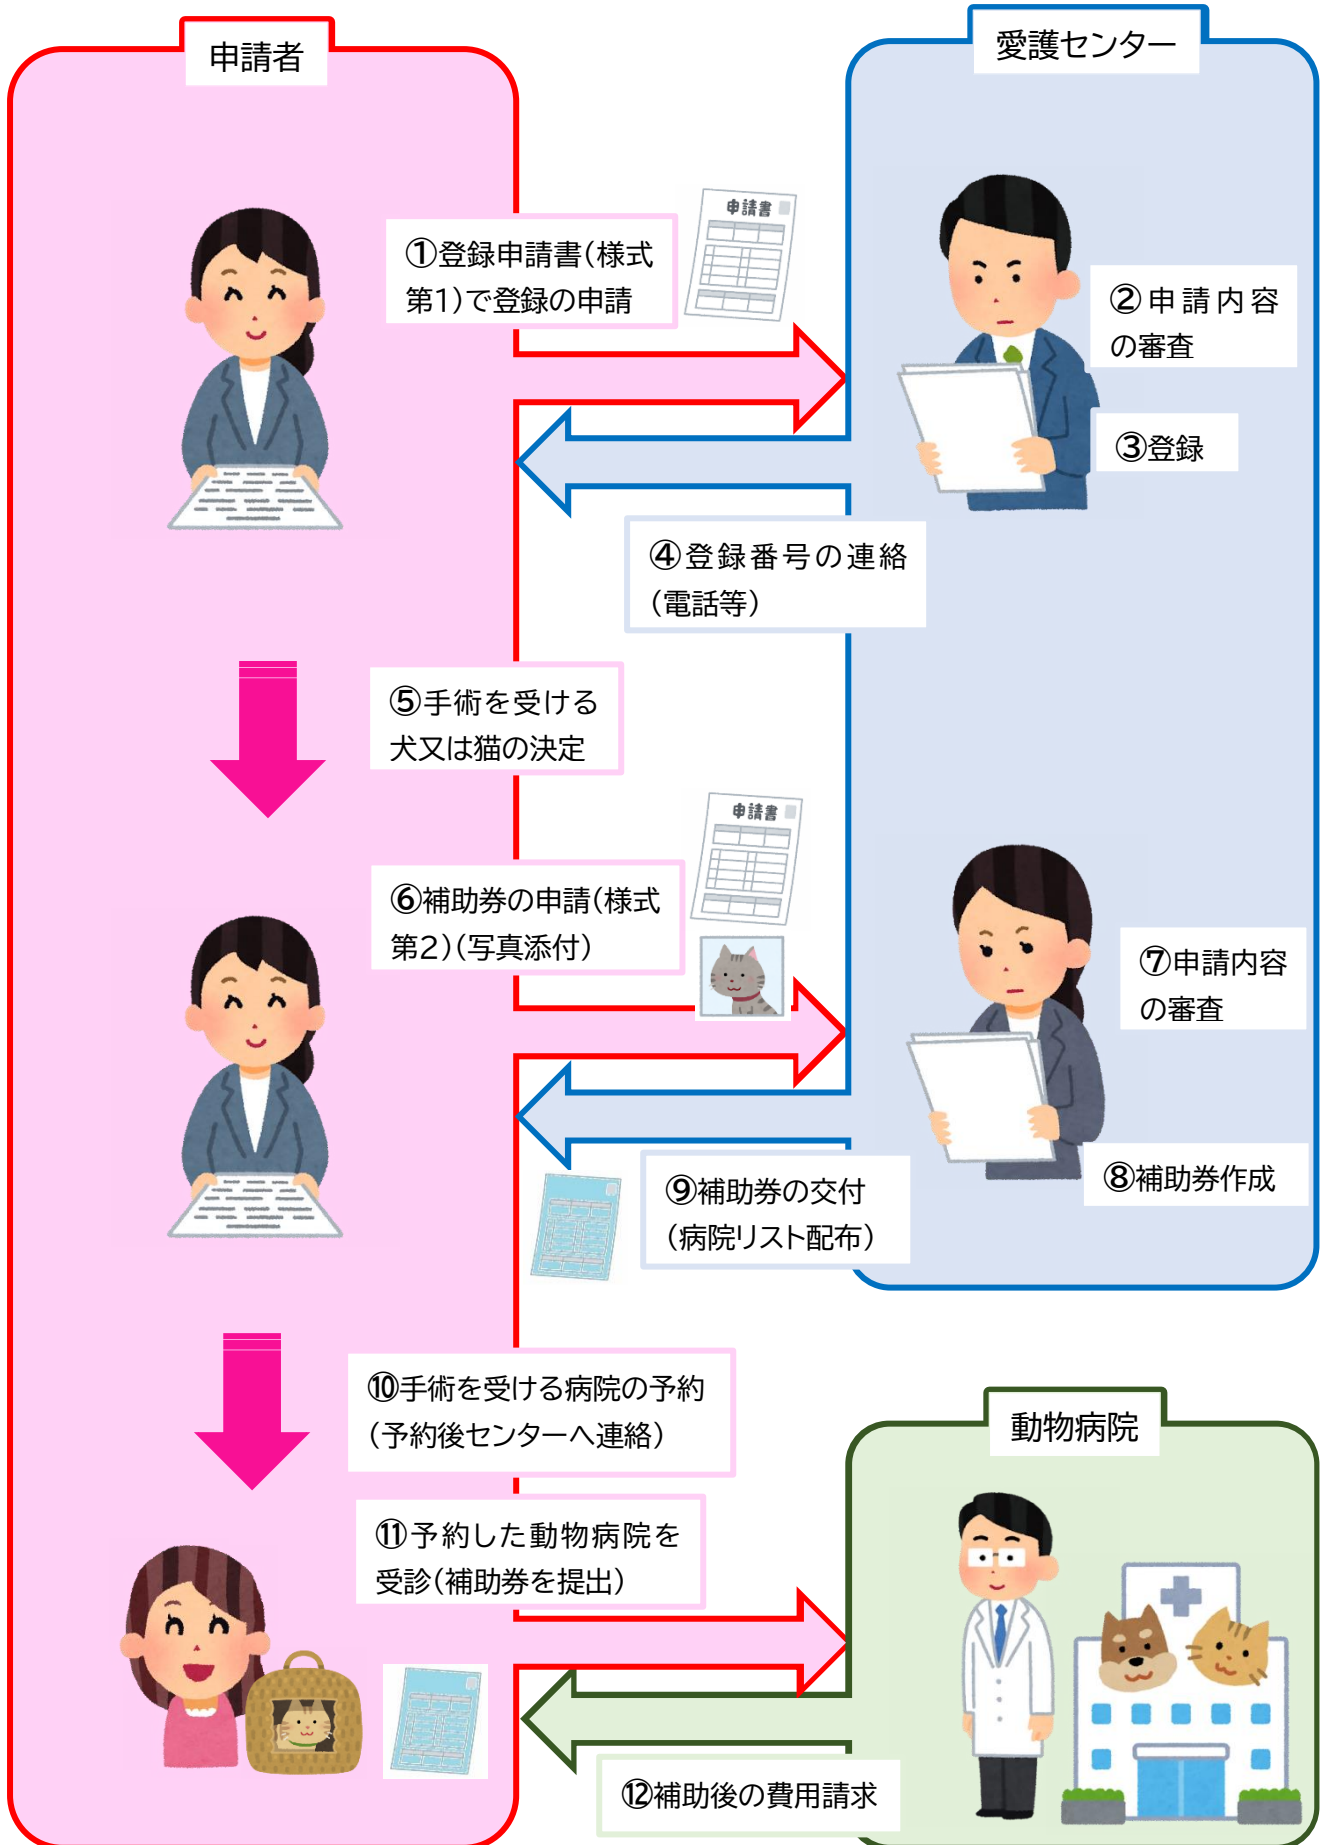 申請者
愛護センター
申請書
①登録申請書(様式
第1)で登録の申請
②申請内容
の審査
③登録
④登録番号の連絡
(電話等)
⑤手術を受ける
犬又は猫の決定
申請書
⑥補助券の申請(様式
第2)(写真添付)
⑦申請内容
の審査
⑧補助券作成
⑨補助券の交付
(病院リスト配布)
⑩手術を受ける病院の予約
(予約後センターへ連絡)
動物病院
⑪予約した動物病院を
受診(補助券を提出)
⑫補助後の費用請求